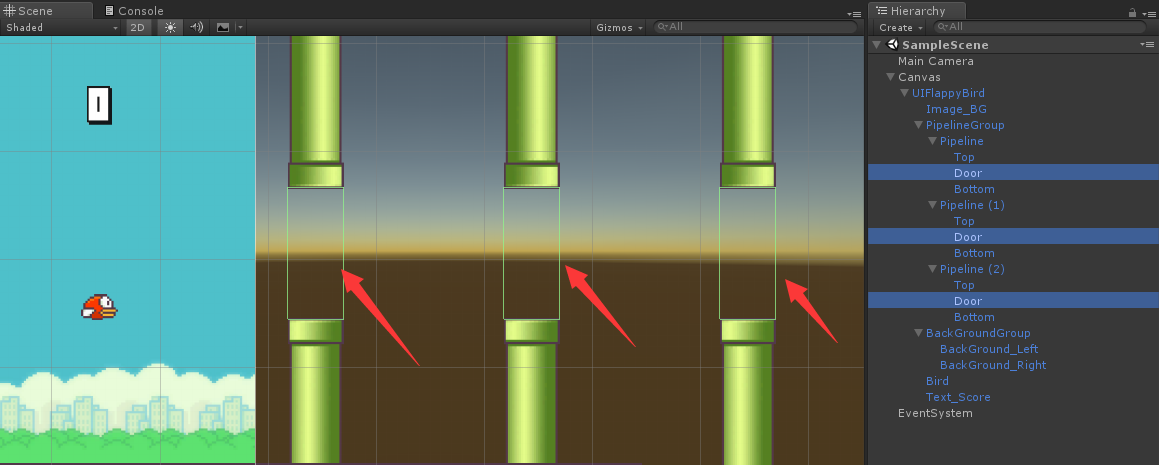 Scene
Console
Shaded
2D
Gizmos
All
Hierarchy
Create
All
SampleScene
Main Camera
Canvas
UIFlappyBird
Image_BG
PipelineGroup
Pipeline
Top
Door
Bottom
Pipeline (1)
Top
Door
Bottom
Pipeline (2)
Top
Door
Bottom
BackGroundGroup
BackGround_Left
BackGround_Right
Bird
Text_Score
EventSystem
1